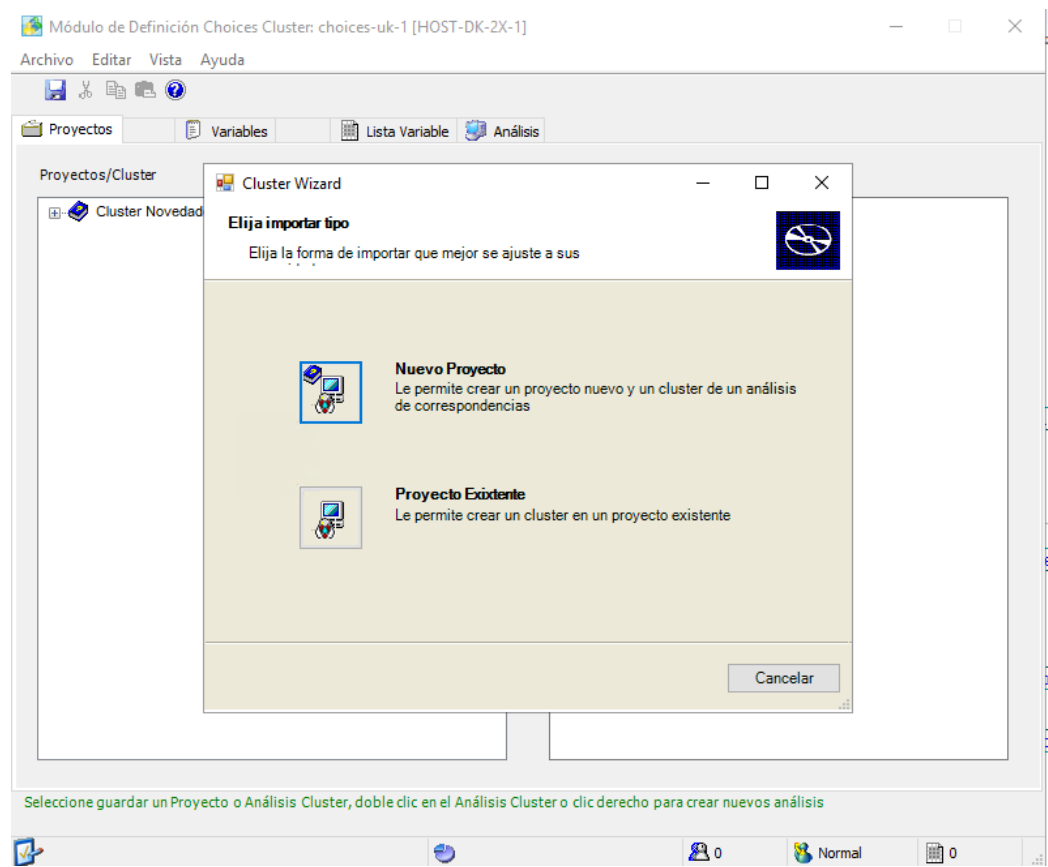 Módulo de Definición Choices Cluster: choices-uk-1 [HOST-DK-2X-1]
Archivo Editar Vista Ayuda
Proyectos Variables Lista Variable Análisis
Proyectos/Cluster
Cluster Novedad
Cluster Wizard
Elija importar tipo
Elija la forma de importar que mejor se ajuste a sus
Nuevo Proyecto
Le permite crear un proyecto nuevo y un cluster de un análisis
de correspondencias
Proyecto Exixtente
Le permite crear un cluster en un proyecto existente
Cancelar
Seleccione guardar un Proyecto o Análisis Cluster, doble clic en el Análisis Cluster o clic derecho para crear nuevos análisis
0 Normal 0